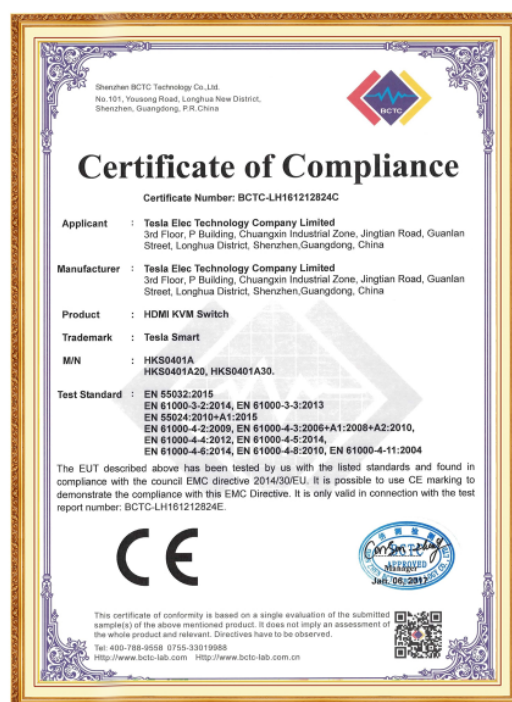 Shenzhen BCTC Technology Co.,Ltd.
No.101, Yousong Road, Longhua New District,
Shenzhen, Guangdong, P.R.China
BCTC
Certificate of Compliance
Certificate Number: BCTC-LH161212824C
Applicant : Tesla Elec Technology Company Limited
3rd Floor, P Building, Chuangxin Industrial Zone, Jingtian Road, Guanlan
Street, Longhua District, Shenzhen,Guangdong, China
Manufacturer : Tesla Elec Technology Company Limited
3rd Floor, P Building, Chuangxin Industrial Zone, Jingtian Road, Guanlan
Street, Longhua District, Shenzhen,Guangdong, China
Product : HDMI KVM Switch
Trademark : Tesla Smart
M/N : HKS0401A
HKS0401A20, HKS0401A30.
Test Standard : EN 55032:2015
EN 61000-3-2:2014, EN 61000-3-3:2013
EN 55024:2010+A1:2015
EN 61000-4-2:2009, EN 61000-4-3:2006+A1:2008+A2:2010,
EN 61000-4-4:2012, EN 61000-4-5:2014,
EN 61000-4-6:2014, EN 61000-4-8:2010, EN 61000-4-11:2004
The EUT described above has been tested by us with the listed standards and found in
compliance with the council EMC directive 2014/30/EU. It is possible to use CE marking to
demonstrate the compliance with this EMC Directive. It is only valid in connection with the test
report number: BCTC-LH161212824E.
CE
BCTC
APPROVED
Manager
Jan. 06, 2017
This certificate of conformity is based on a single evaluation of the submitted
sample(s) of the above mentioned product. It does not imply an assessment of
the whole product and relevant. Directives have to be observed.
Tel: 400-788-9558 0755-33019988
Http://www.bctc-lab.com Http://www.bctc-lab.com.cn